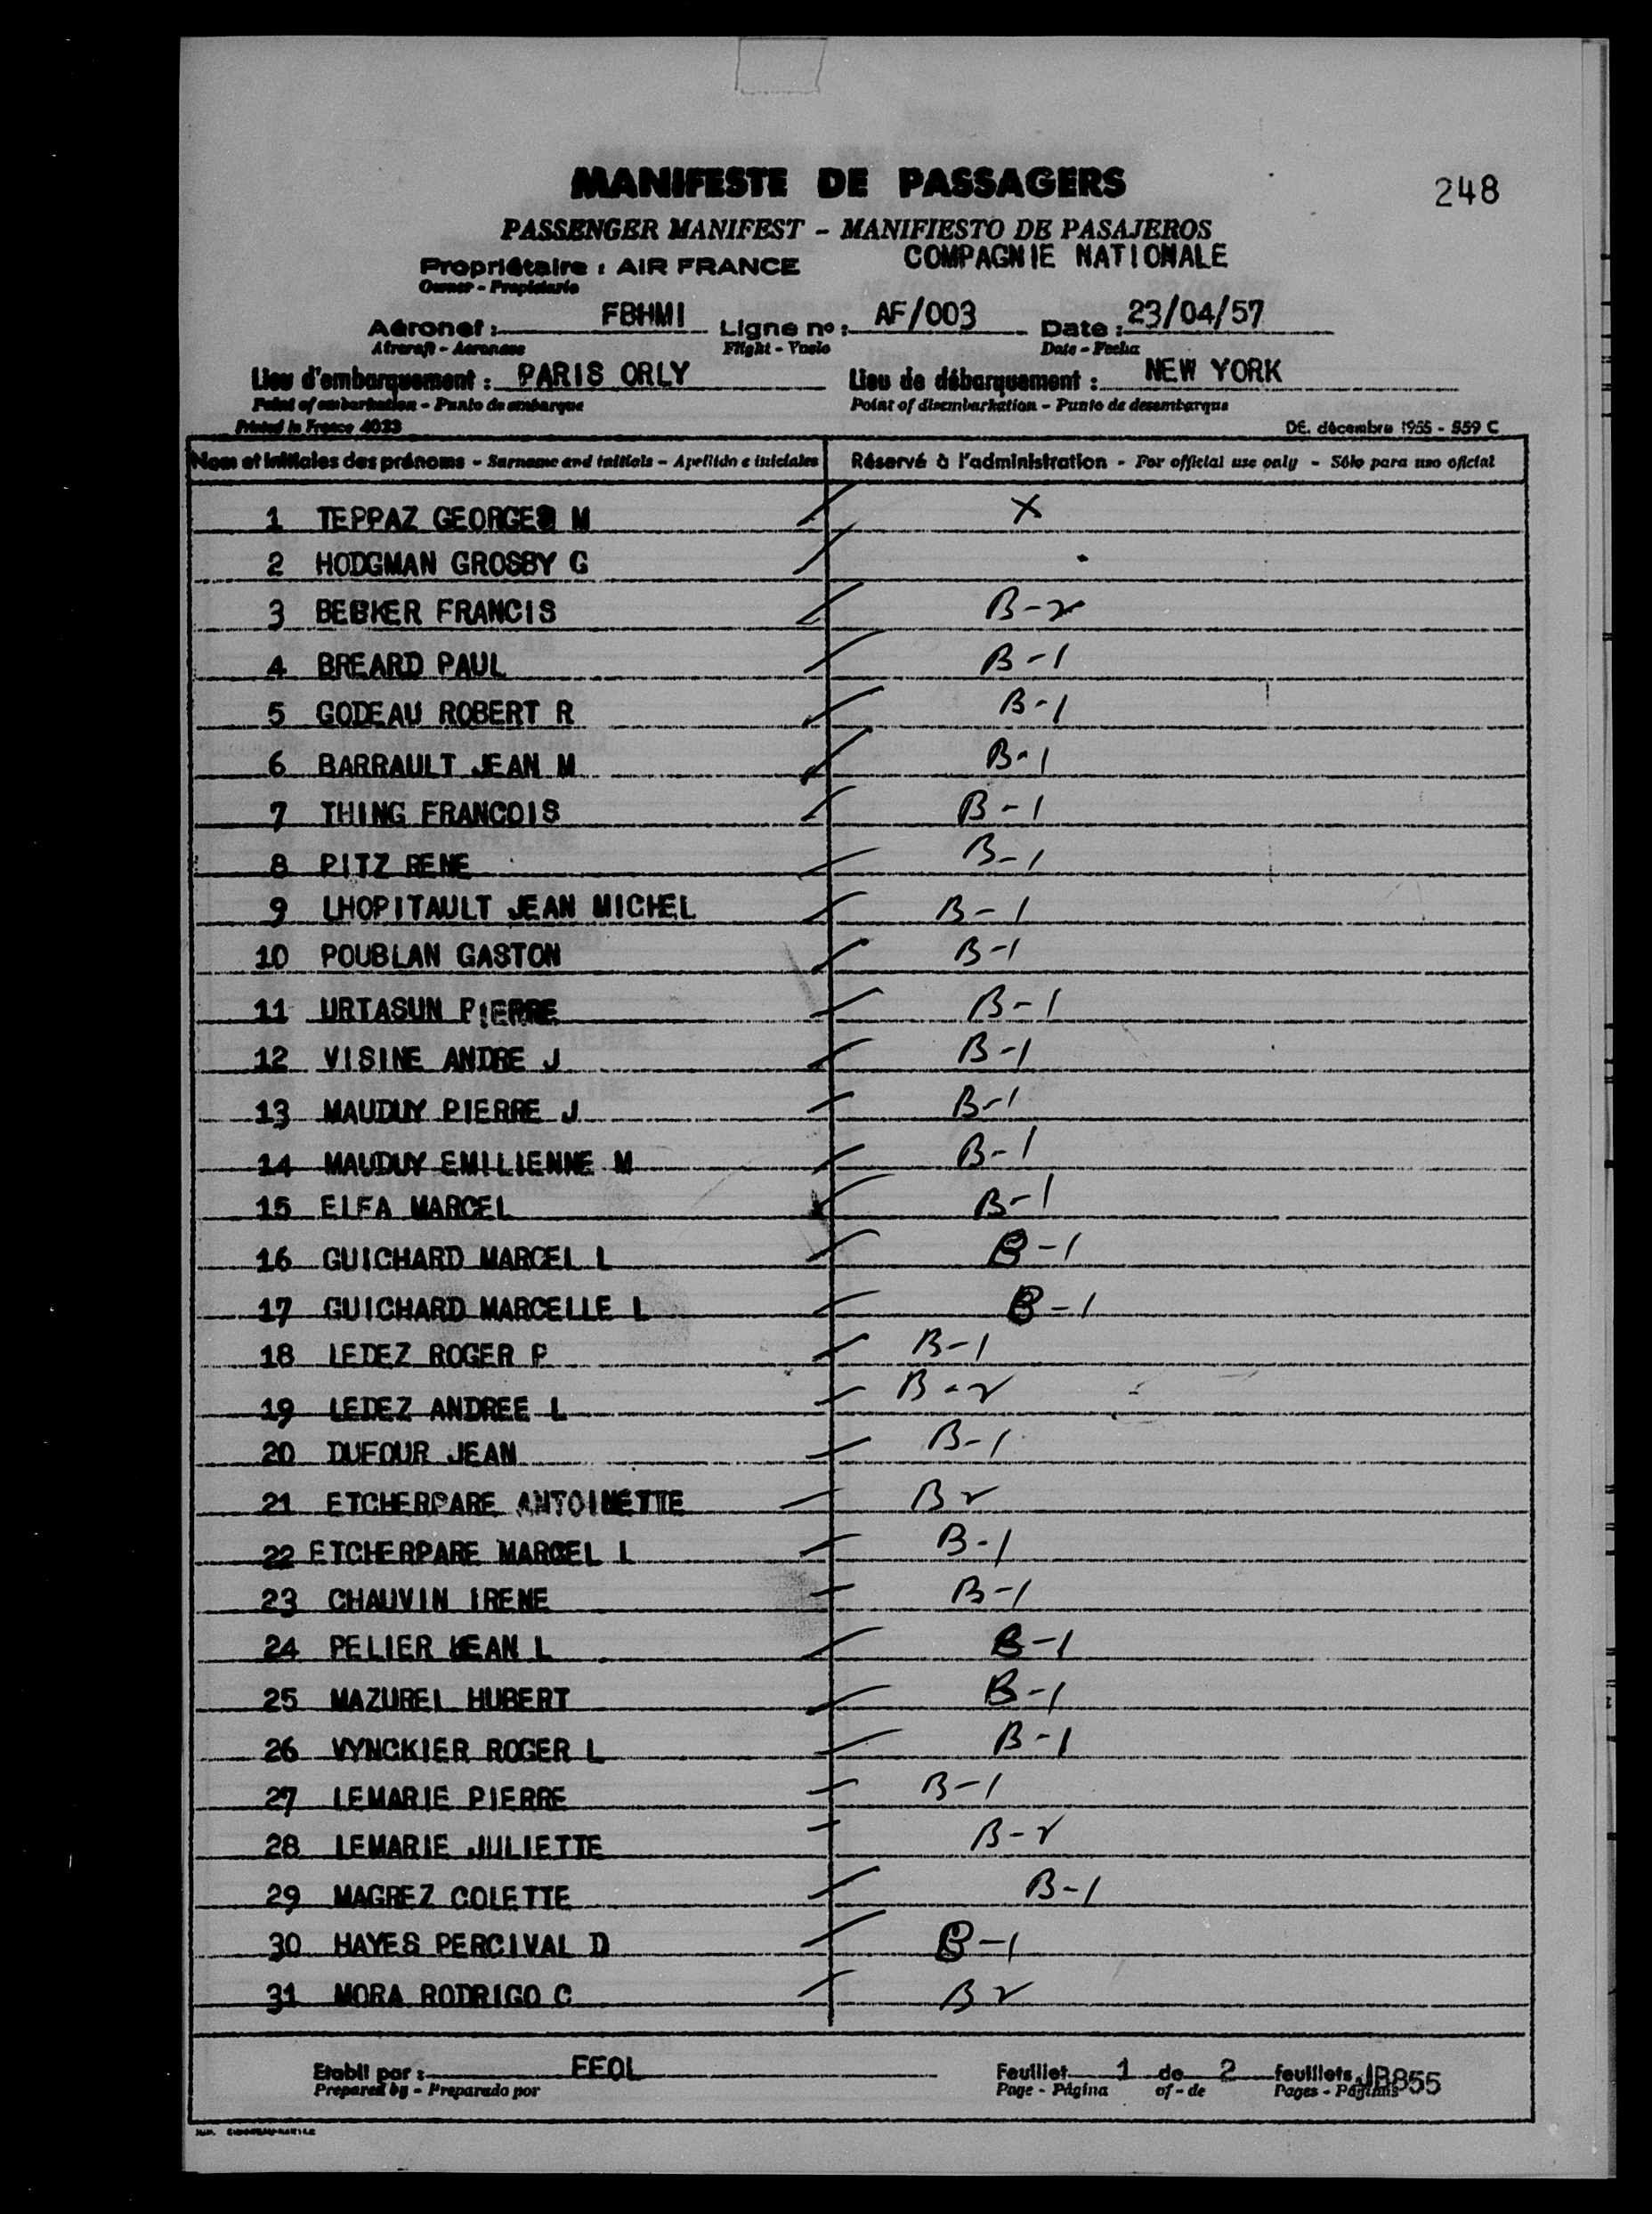 248
MANIFESTE DE PASSAGERS
PASSENGER MANIFEST - MANIFIESTO DE PASAJEROS
Propriétaire : AIR FRANCE COMPAGNIE NATIONALE
Owner - Propietario
Aéronef : FBHMI Ligne no : AF/003 Date : 23/04/57
Aircraft - Aeronave Flight - Vuelo Date - Fecha
Lieu d'embarquement : PARIS ORLY Lieu de débarquement : NEW YORK
Point of embarkation - Punto de embarque Point of disembarkation - Punto de desembarque
Printed in France 4023 DE. décembre 1955 - 559 C
Nom et initiales des prénoms - Surname and initials - Apellido e iniciales Réservé à l'administration - For official use only - Sólo para uso oficial
1 TEPPAZ GEORGES M X
2 HODGMAN GROSBY G
3 BEBKER FRANCIS B-2
4 BREARD PAUL B-1
5 GODEAU ROBERT R B-1
6 BARRAULT JEAN M B-1
7 THING FRANCOIS B-1
8 PITZ RENE B-1
9 LHOPITAULT JEAN MICHEL B-1
10 POUBLAN GASTON B-1
11 URTASUN PIERRE B-1
12 VISINE ANDRE J B-1
13 MAUDUY PIERRE J B-1
14 MAUDUY EMILIENNE M B-1
15 ELFA MARCEL B-1
16 GUICHARD MARCEL L B-1
17 GUICHARD MARCELLE L B-1
18 LEDEZ ROGER P B-1
19 LEDEZ ANDREE L B-2
20 DUFOUR JEAN B-1
21 ETCHERPARE ANTOINETTE B 2
22 ETCHERPARE MARCEL L B-1
23 CHAUVIN IRENE B-1
24 PELIER JEAN L B-1
25 MAZUREL HUBERT B-1
26 VYNCKIER ROGER L B-1
27 LEMARIE PIERRE B-1
28 LEMARIE JULIETTE B-2
29 MAGREZ COLETTE B-1
30 HAYES PERCIVAL D B-1
31 MORA RODRIGO C B 2
Etabli par : FEOL Feuillet 1 de 2 feuillets JB855
Prepared by - Preparado por Page - Página of - de Pages - Páginas